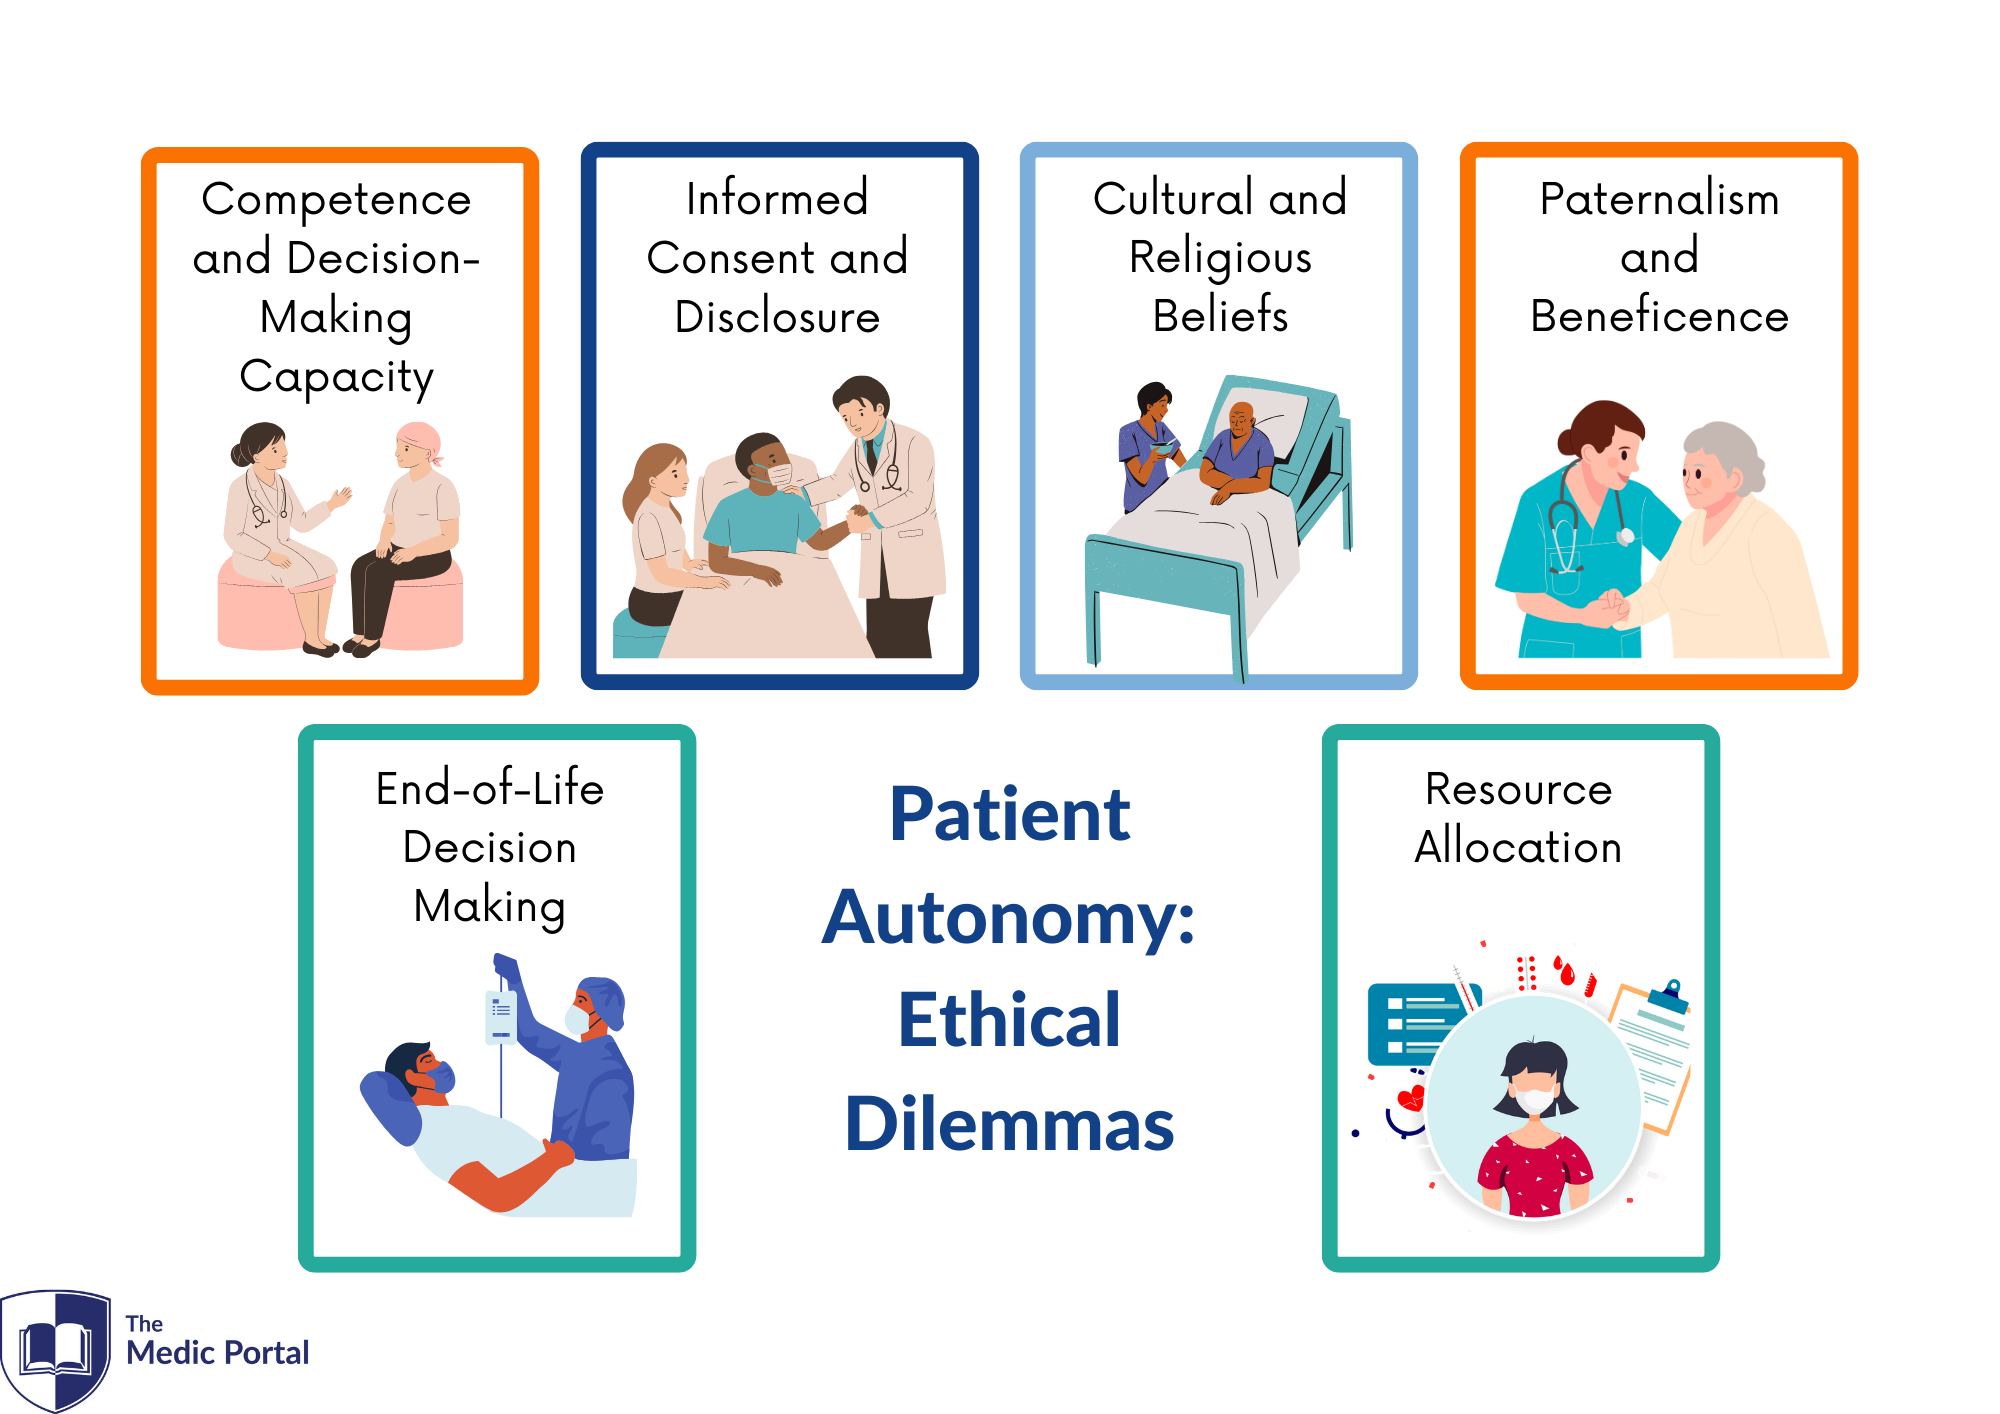 Competence
and Decision-
Making
Capacity
Informed
Consent and
Disclosure
Cultural and
Religious
Beliefs
Paternalism
and
Beneficence
End-of-Life
Decision
Making
Patient
Autonomy:
Ethical
Dilemmas
Resource
Allocation
The
Medic Portal